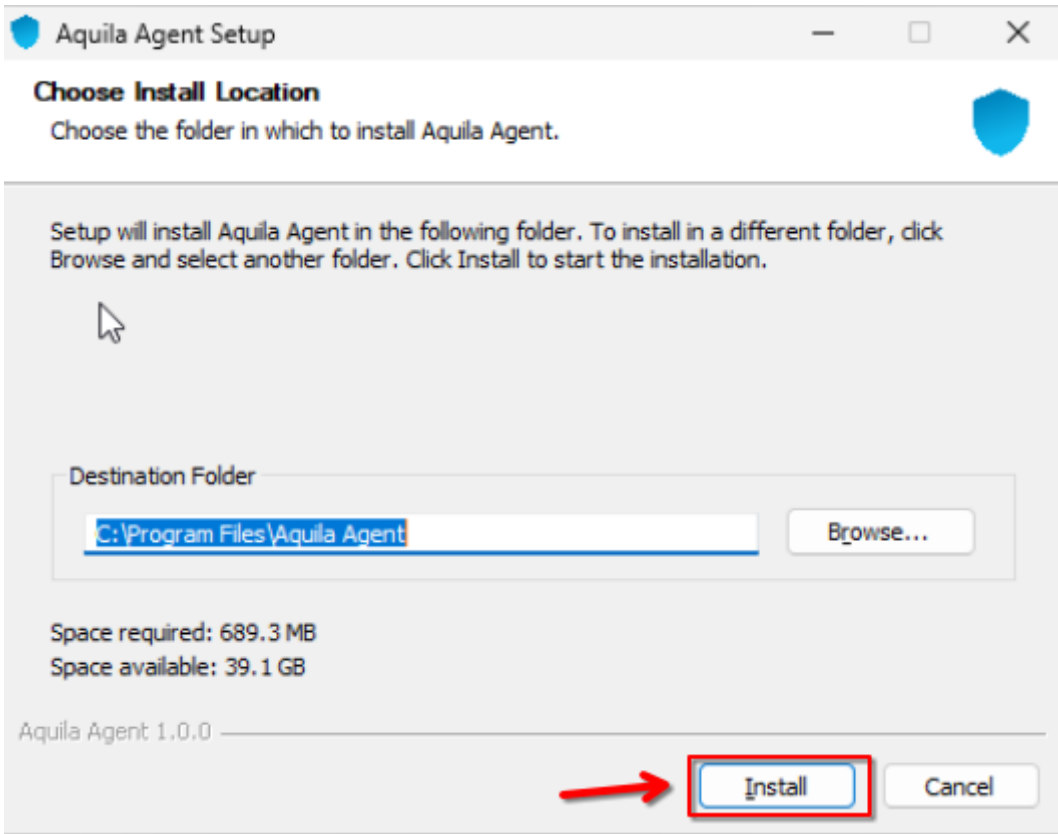 Aquila Agent Setup
Choose Install Location
Choose the folder in which to install Aquila Agent.
Setup will install Aquila Agent in the following folder. To install in a different folder, click
Browse and select another folder. Click Install to start the installation.
Destination Folder
C:\Program Files\Aquila Agent
Browse...
Space required: 689.3 MB
Space available: 39.1 GB
Aquila Agent 1.0.0
Install
Cancel